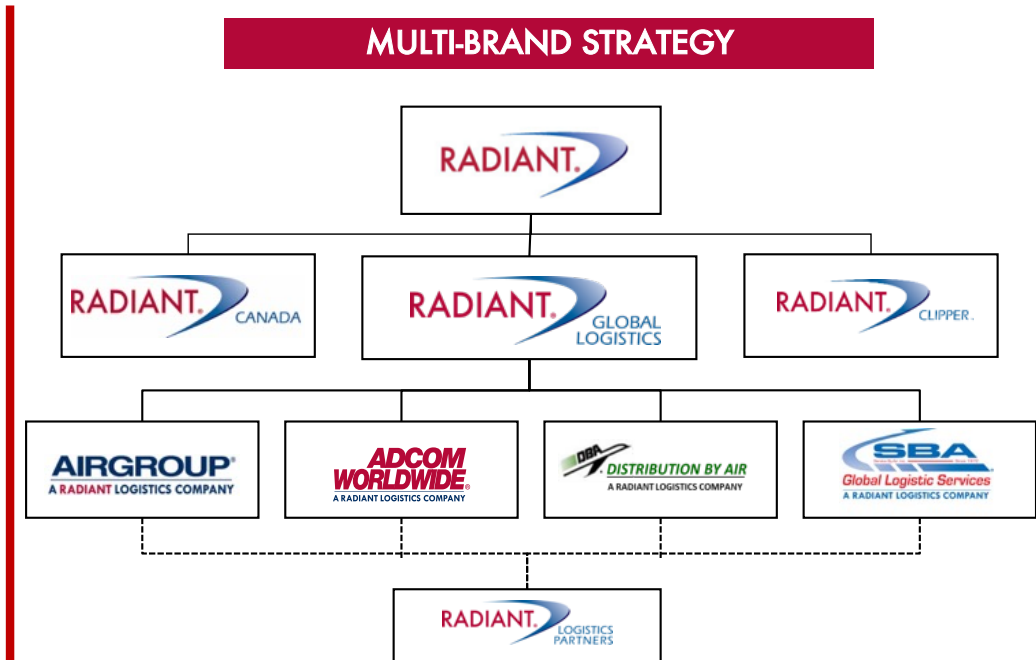 MULTI-BRAND STRATEGY
RADIANT®
RADIANT®
CANADA
RADIANT®
GLOBAL
LOGISTICS
RADIANT®
CLIPPER™
AIRGROUP®
A RADIANT LOGISTICS COMPANY
ADCOM
WORLDWIDE®
A RADIANT LOGISTICS COMPANY
DBA
DISTRIBUTION BY AIR
A RADIANT LOGISTICS COMPANY
SBA
Global Logistic Services
A RADIANT LOGISTICS COMPANY
RADIANT®
LOGISTICS
PARTNERS